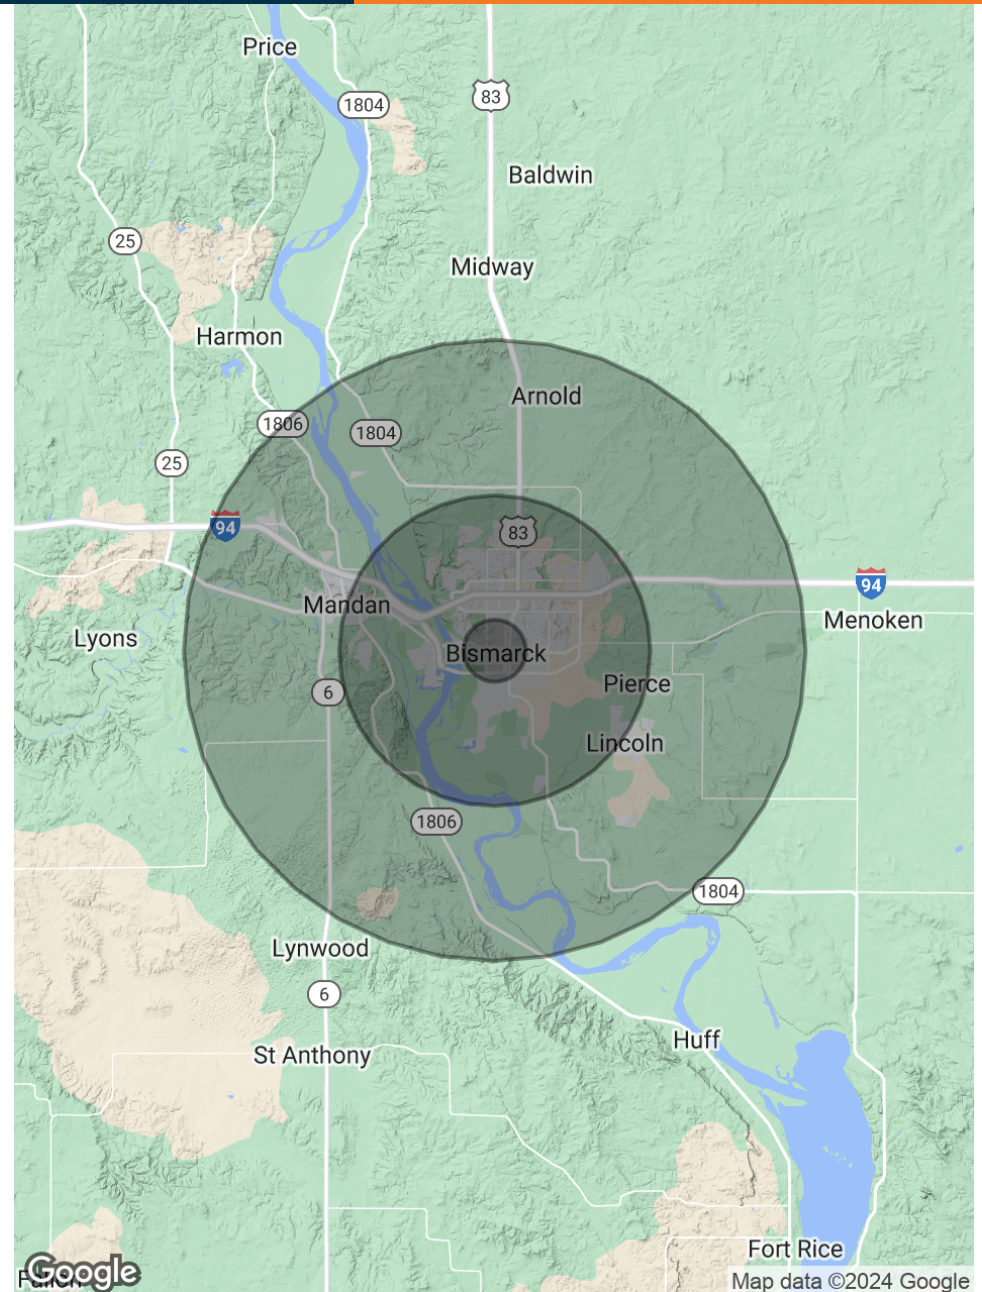 Price
1804
83
Baldwin
25
Midway
Harmon
Arnold
1806
1804
25
94
83
94
Mandan
Menoken
Lyons
Bismarck
6
Pierce
Lincoln
1806
1804
Lynwood
6
Huff
St Anthony
Fort Rice
Google
Map data ©2024 Google